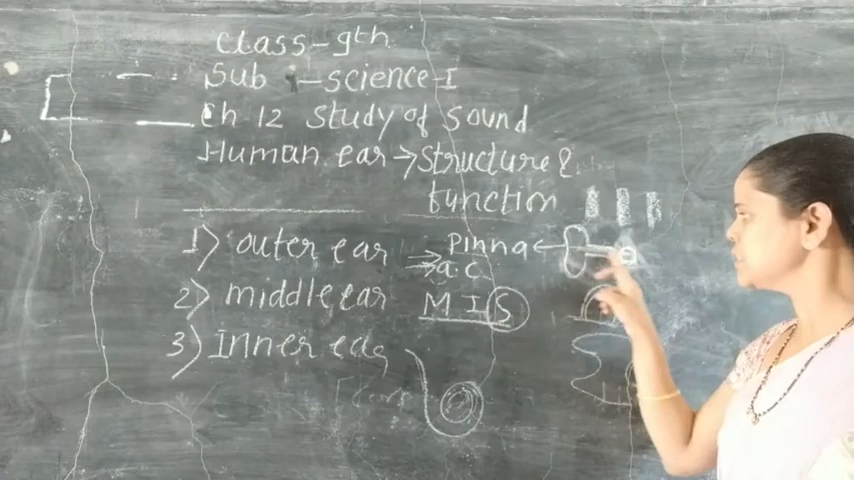 Class-9th
Sub -science-I
Ch 12 Study of Sound
Human ear → Structure &
function
1) outer ear ⇒ Pinna
→ a.c.
2) middle ear M I S
3) Inner ear